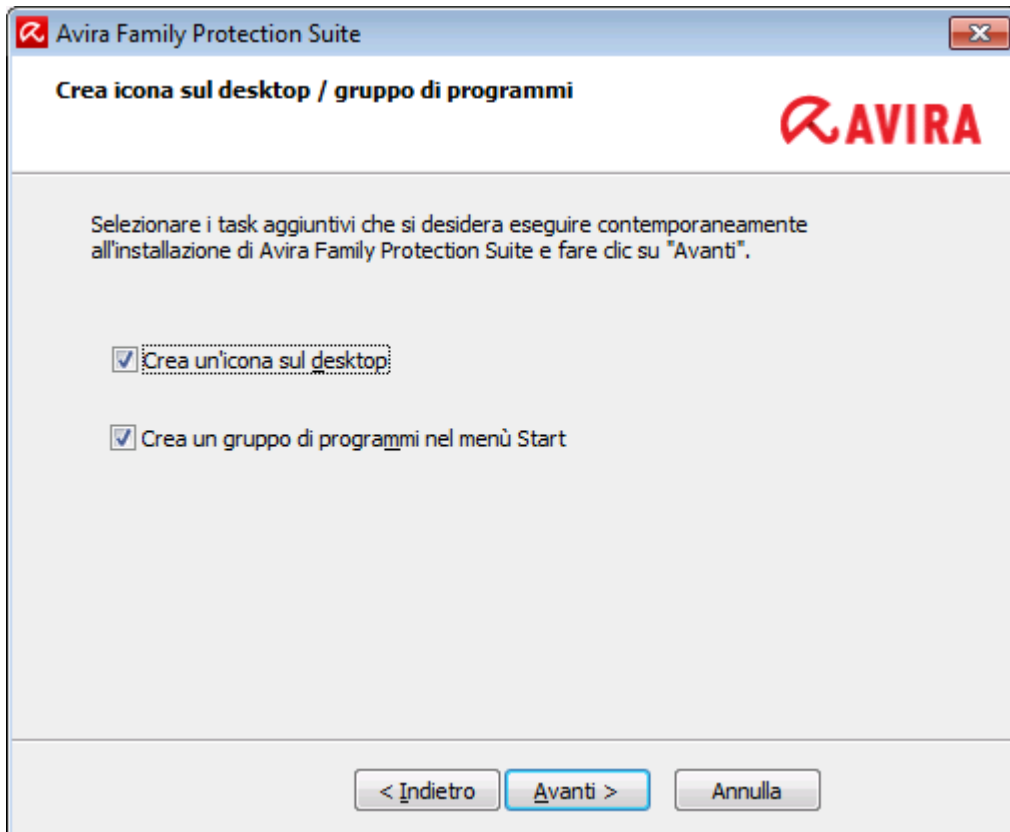 Avira Family Protection Suite
Crea icona sul desktop / gruppo di programmi
AVIRA
Selezionare i task aggiuntivi che si desidera eseguire contemporaneamente
all'installazione di Avira Family Protection Suite e fare clic su "Avanti".
Crea un'icona sul desktop
Crea un gruppo di programmi nel menù Start
< Indietro
Avanti >
Annulla